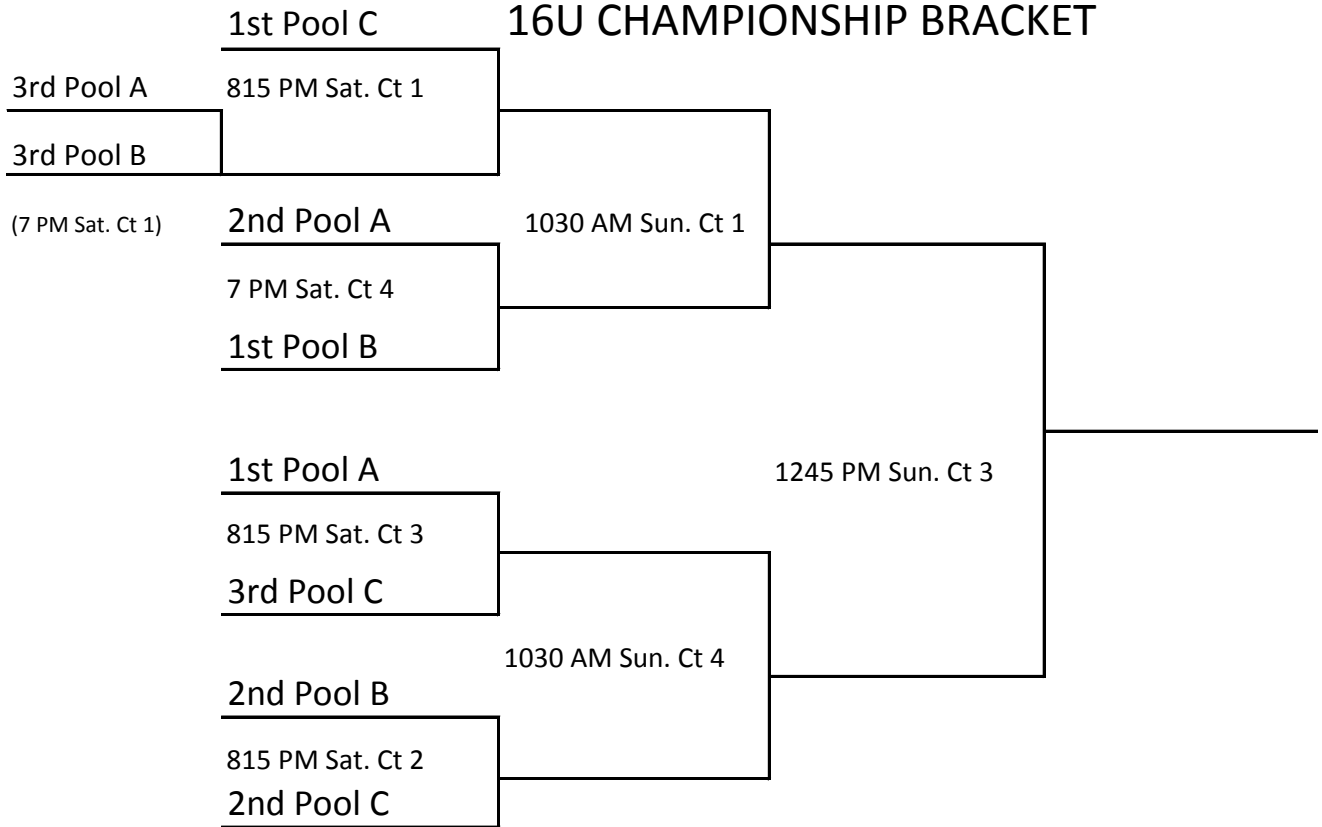 1st Pool C
16U CHAMPIONSHIP BRACKET
3rd Pool A
815 PM Sat. Ct 1
3rd Pool B
(7 PM Sat. Ct 1)
2nd Pool A
1030 AM Sun. Ct 1
7 PM Sat. Ct 4
1st Pool B
1st Pool A
1245 PM Sun. Ct 3
815 PM Sat. Ct 3
3rd Pool C
1030 AM Sun. Ct 4
2nd Pool B
815 PM Sat. Ct 2
2nd Pool C